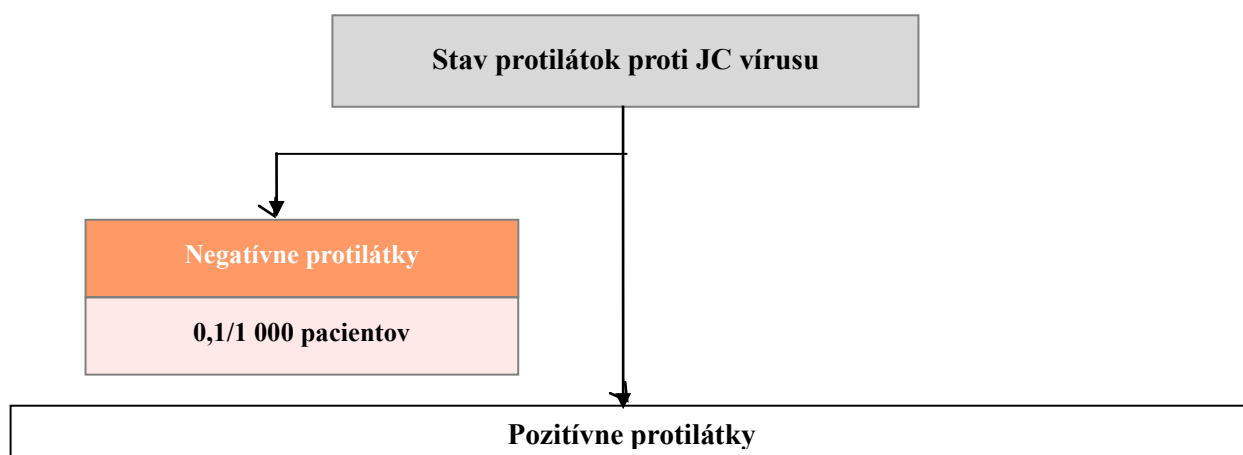 Stav protilátok proti JC vírusu
Negatívne protilátky
0,1/1 000 pacientov
Pozitívne protilátky